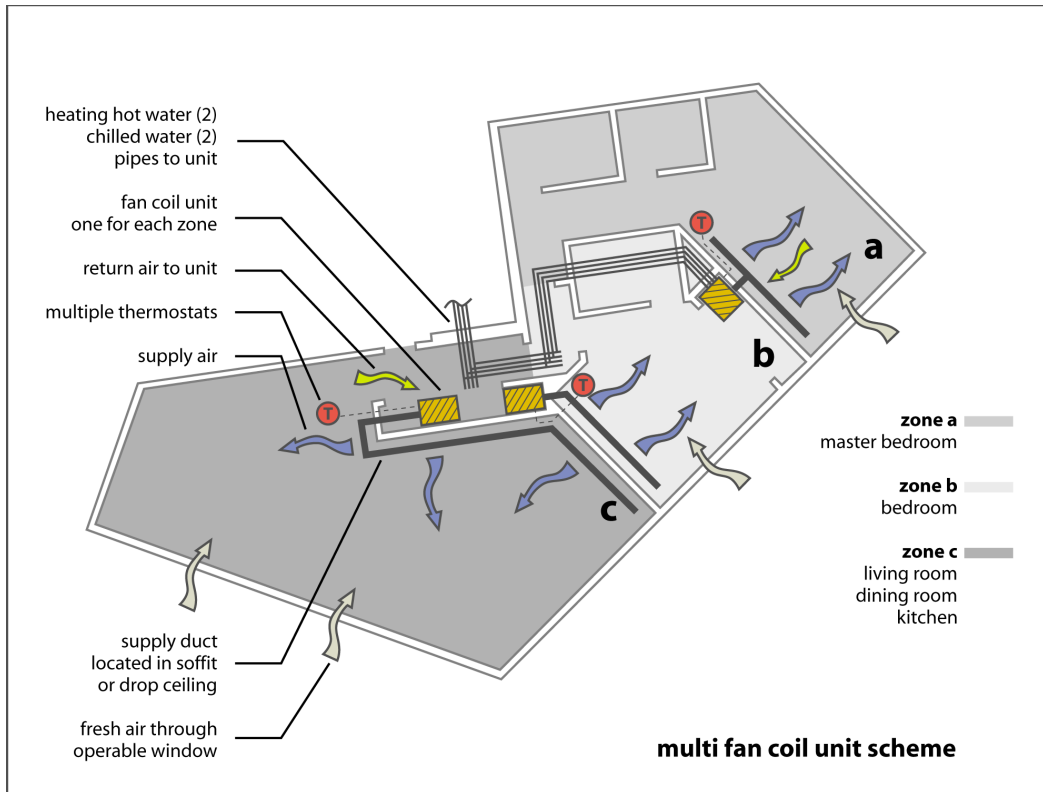 heating hot water (2)
chilled water (2)
pipes to unit
fan coil unit
one for each zone
return air to unit
multiple thermostats
supply air
supply duct
located in soffit
or drop ceiling
fresh air through
operable window
T
T
T
a
b
c
zone a
master bedroom
zone b
bedroom
zone c
living room
dining room
kitchen
multi fan coil unit scheme